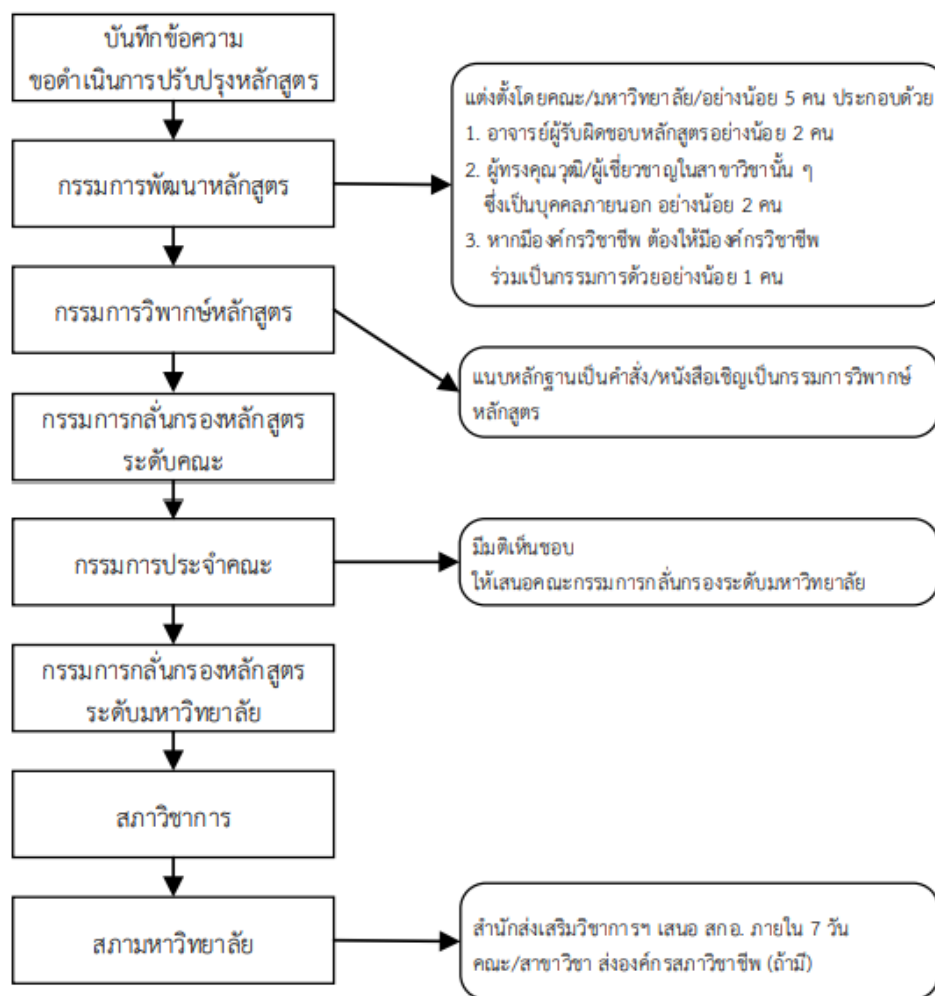 บันทึกข้อความ
ขอดำเนินการปรับปรุงหลักสูตร
กรรมการพัฒนาหลักสูตร
แต่งตั้งโดยคณะ/มหาวิทยาลัย/อย่างน้อย 5 คน ประกอบด้วย
1. อาจารย์ผู้รับผิดชอบหลักสูตรอย่างน้อย 2 คน
2. ผู้ทรงคุณวุฒิ/ผู้เชี่ยวชาญในสาขาวิชานั้น ๆ
ซึ่งเป็นบุคคลภายนอก อย่างน้อย 2 คน
3. หากมีองค์กรวิชาชีพ ต้องให้มีองค์กรวิชาชีพ
ร่วมเป็นกรรมการด้วยอย่างน้อย 1 คน
กรรมการวิพากษ์หลักสูตร
แนบหลักฐานเป็นคำสั่ง/หนังสือเชิญเป็นกรรมการวิพากษ์
หลักสูตร
กรรมการกลั่นกรองหลักสูตร
ระดับคณะ
กรรมการประจำคณะ
มีมติเห็นชอบ
ให้เสนอคณะกรรมการกลั่นกรองระดับมหาวิทยาลัย
กรรมการกลั่นกรองหลักสูตร
ระดับมหาวิทยาลัย
สภาวิชาการ
สภามหาวิทยาลัย
สำนักส่งเสริมวิชาการฯ เสนอ สกอ. ภายใน 7 วัน
คณะ/สาขาวิชา ส่งองค์กรสภาวิชาชีพ (ถ้ามี)